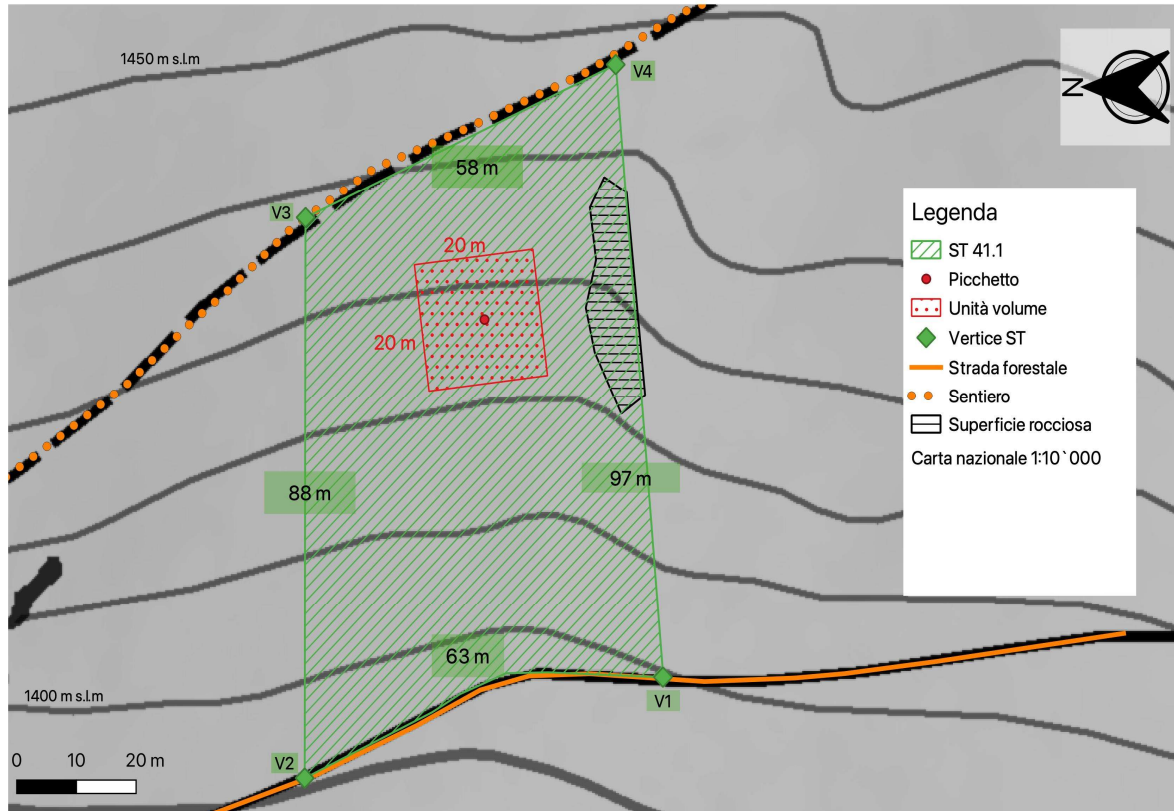 1450 m s.l.m
V4
N
58 m
V3
20 m
20 m
Legenda
ST 41.1
Picchetto
Unità volume
Vertice ST
Strada forestale
Sentiero
Superficie rocciosa
Carta nazionale 1:10`000
88 m
97 m
63 m
1400 m s.l.m
V1
V2
0 10 20 m